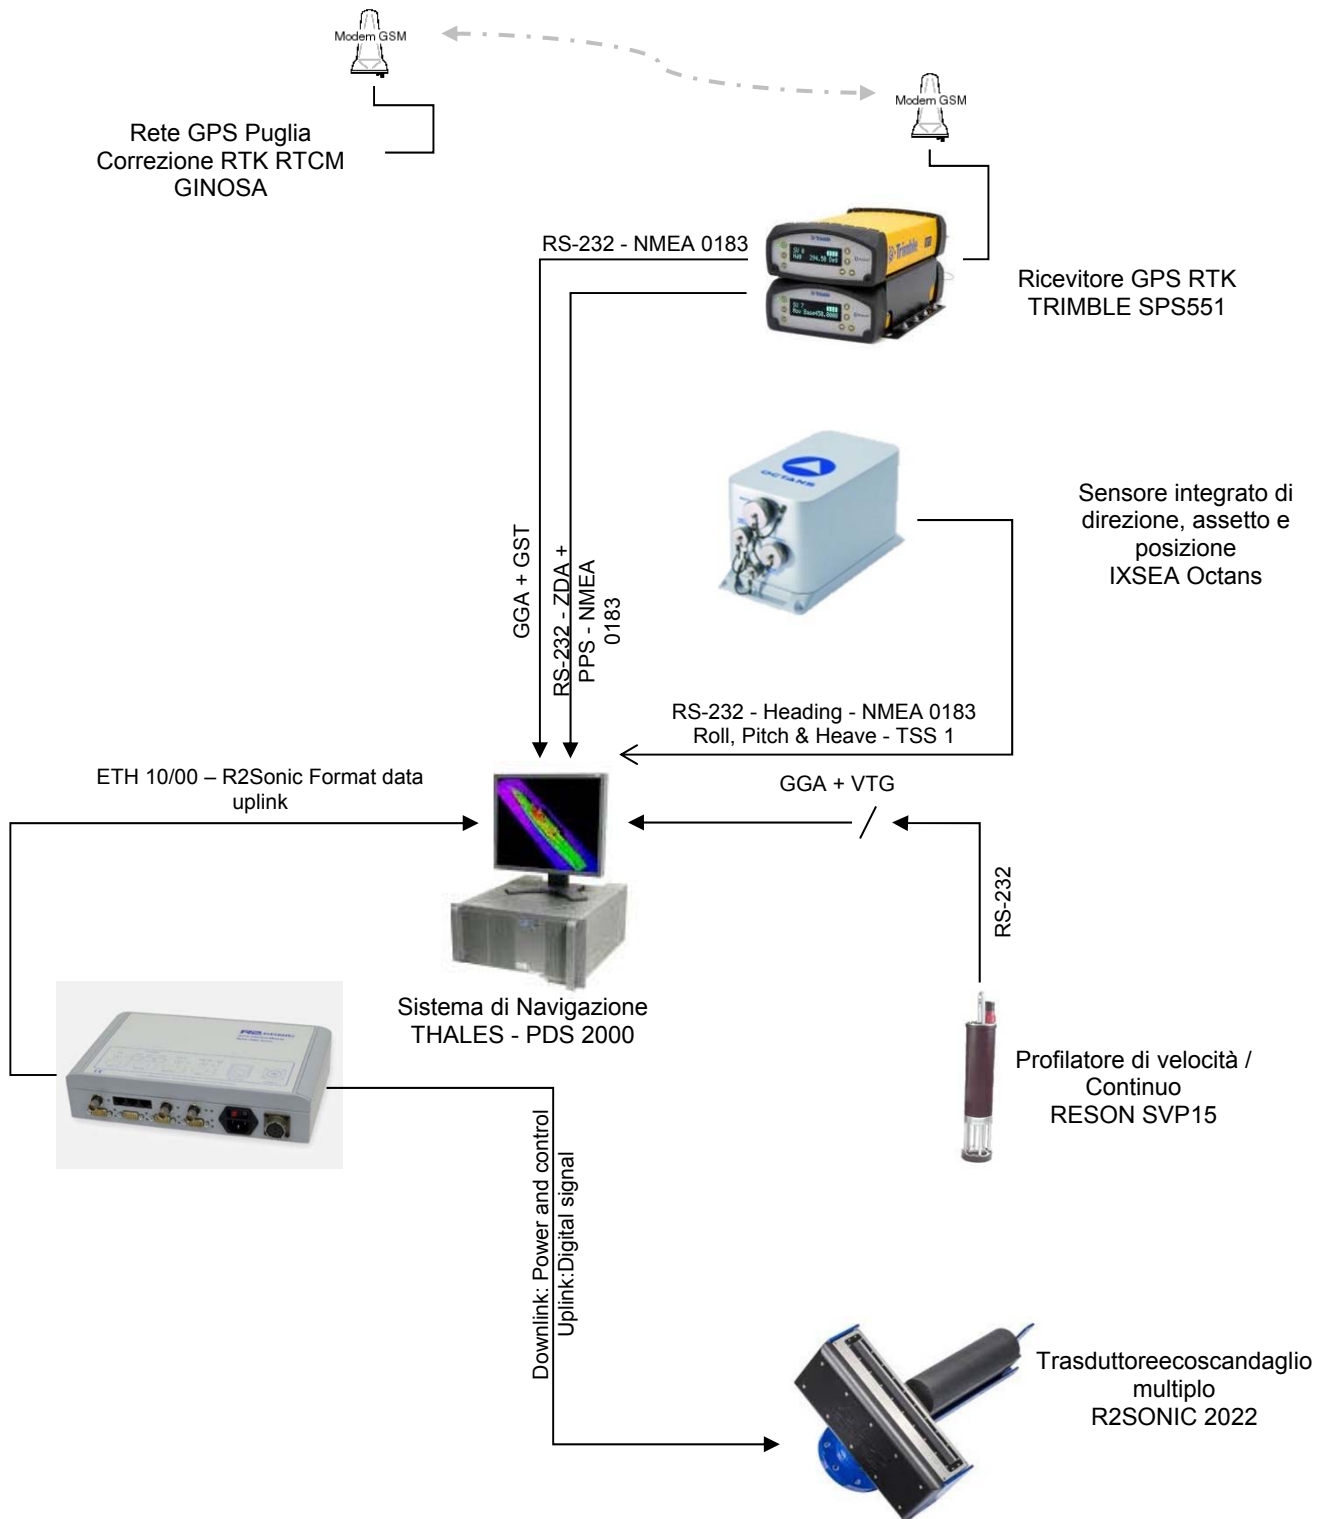 Modem GSM
Modem GSM
Rete GPS Puglia
Correzione RTK RTCM
GINOSA
RS-232 - NMEA 0183
Trimble
Ricevitore GPS RTK
TRIMBLE SPS551
OCTANS
Sensore integrato di
direzione, assetto e
posizione
IXSEA Octans
GGA + GST
RS-232 - ZDA +
PPS - NMEA
0183
RS-232 - Heading - NMEA 0183
Roll, Pitch & Heave - TSS 1
ETH 10/00 – R2Sonic Format data
uplink
GGA + VTG
RS-232
Sistema di Navigazione
THALES - PDS 2000
Profilatore di velocità /
Continuo
RESON SVP15
Downlink: Power and control
Uplink:Digital signal
Trasduttoreecoscandaglio
multiplo
R2SONIC 2022